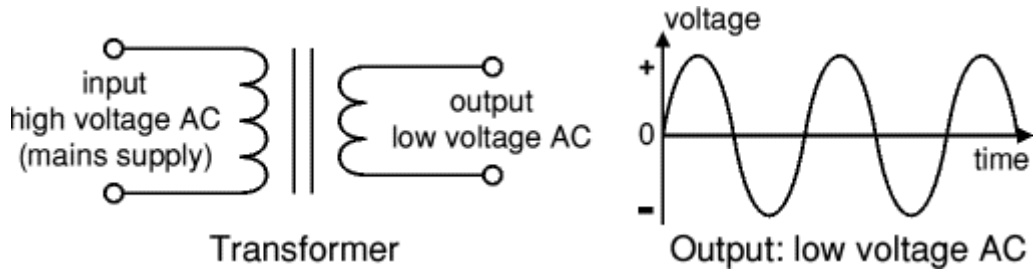 input
high voltage AC
(mains supply)
output
low voltage AC
Transformer
voltage
+
0
-
time
Output: low voltage AC